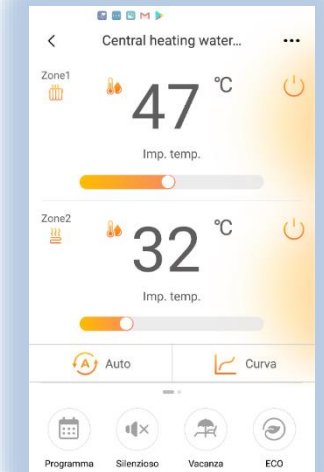 Central heating water...
Zone1
47 °C
Imp. temp.
Zone2
32 °C
Imp. temp.
A Auto
Curva
Programma
Silenzioso
Vacanza
ECO